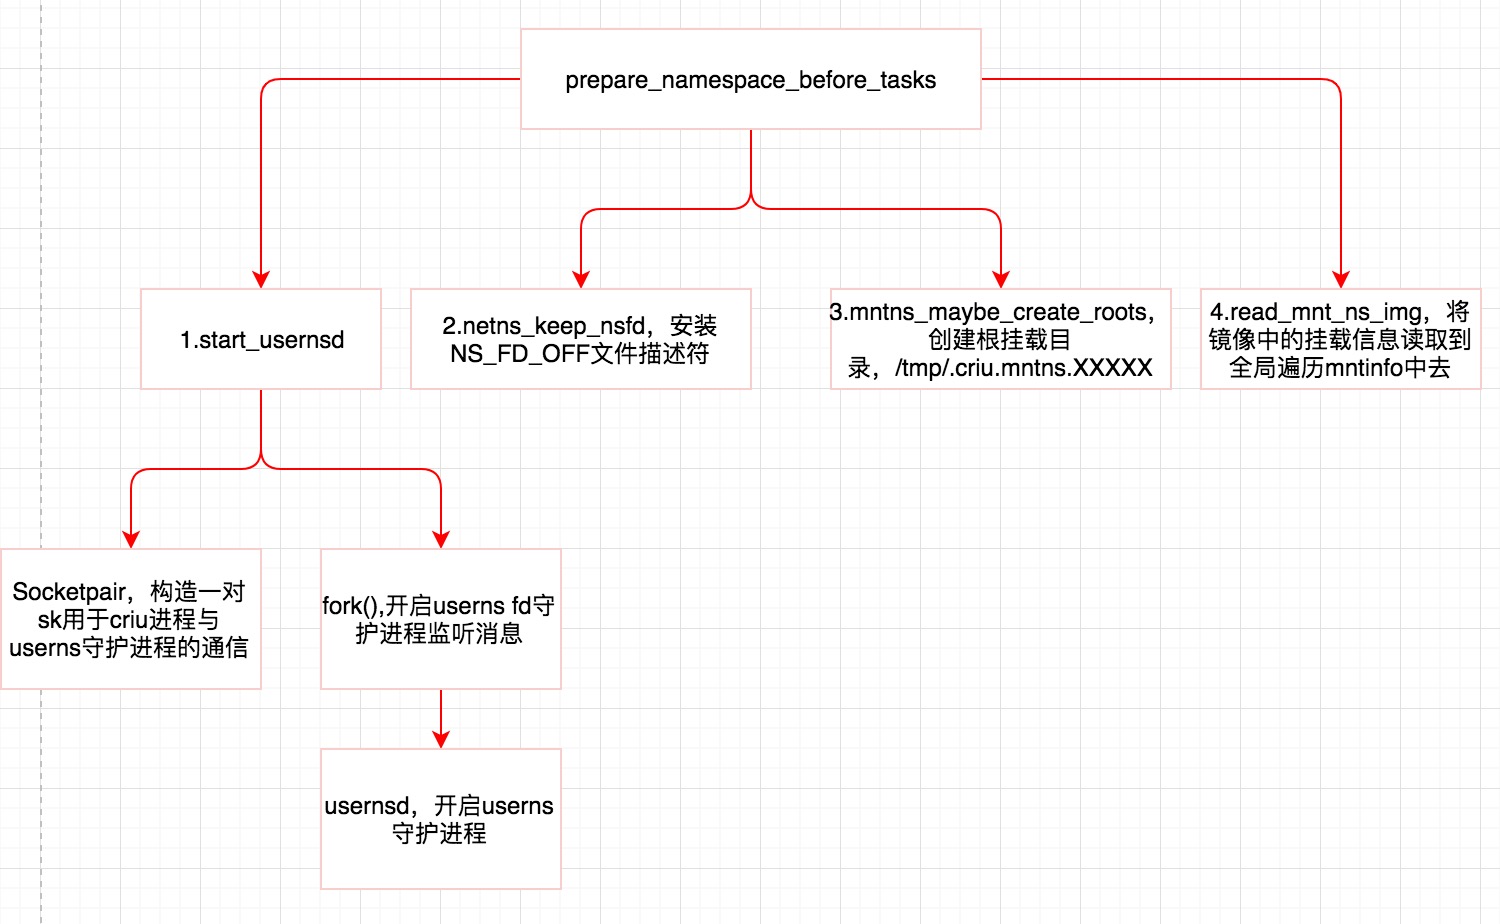 prepare_namespace_before_tasks
1.start_usernsd
2.netns_keep_nsfd，安装
NS_FD_OFF文件描述符
3.mntns_maybe_create_roots，
创建根挂载目
录，/tmp/.criu.mntns.XXXXX
4.read_mnt_ns_img，将
镜像中的挂载信息读取到
全局遍历mntinfo中去
Socketpair，构造一对
sk用于criu进程与
userns守护进程的通信
fork(),开启userns fd守
护进程监听消息
usernsd，开启userns
守护进程